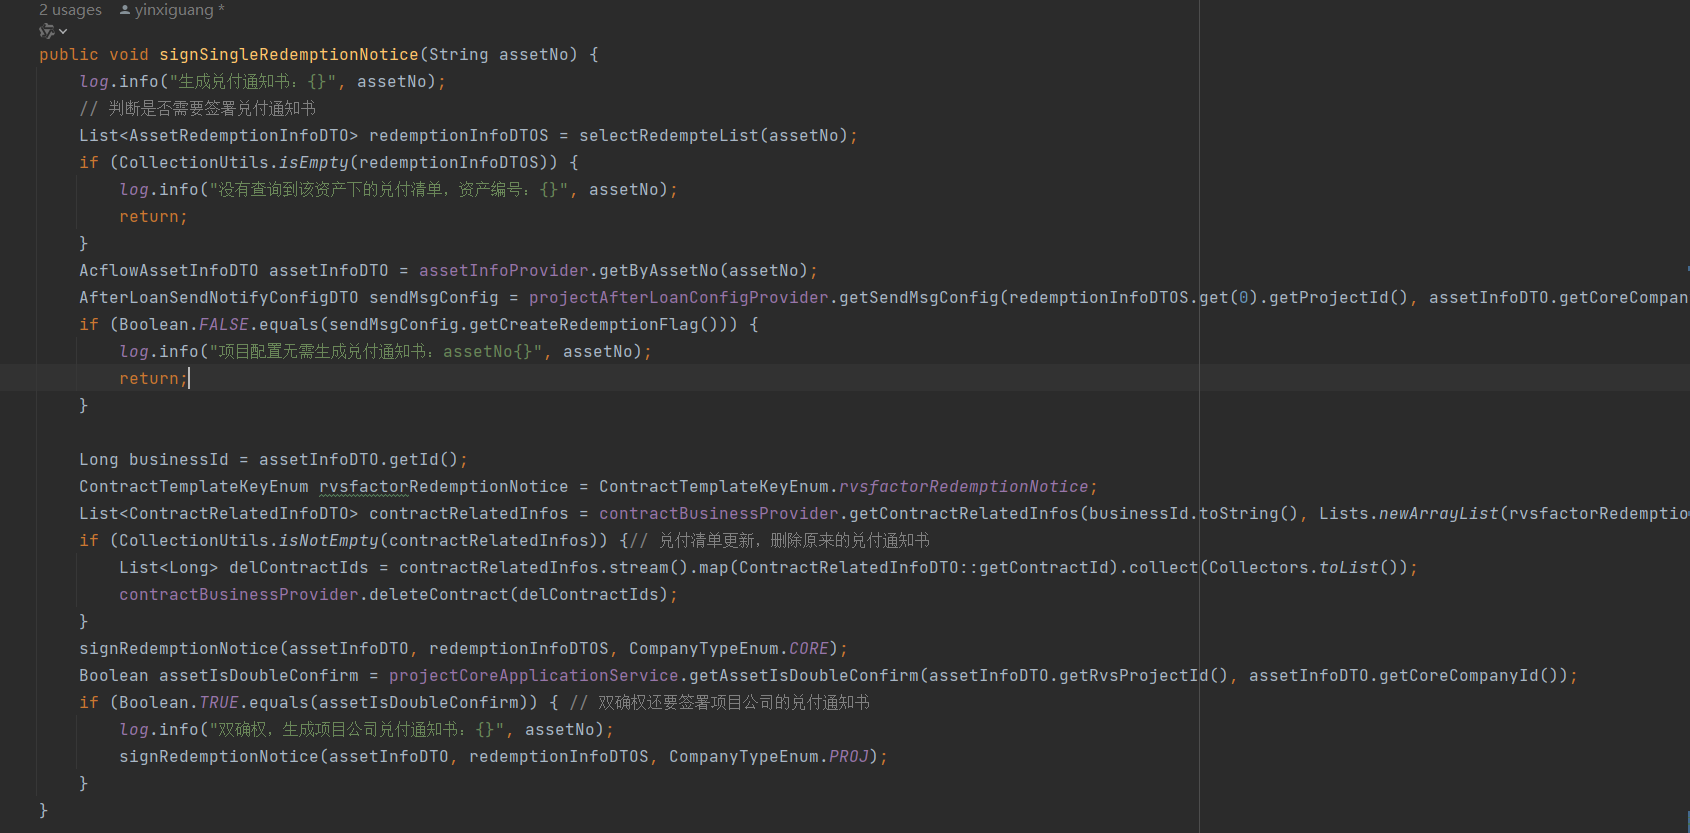 2 usages   yinxiguang *
public void signSingleRedemptionNotice(String assetNo) {
    log.info("生成兑付通知书：{}", assetNo);
    // 判断是否需要签署兑付通知书
    List<AssetRedemptionInfoDTO> redemptionInfoDTOS = selectRedempteList(assetNo);
    if (CollectionUtils.isEmpty(redemptionInfoDTOS)) {
        log.info("没有查询到该资产下的兑付清单，资产编号：{}", assetNo);
        return;
    }
    AcflowAssetInfoDTO assetInfoDTO = assetInfoProvider.getByAssetNo(assetNo);
    AfterLoanSendNotifyConfigDTO sendMsgConfig = projectAfterLoanConfigProvider.getSendMsgConfig(redemptionInfoDTOS.get(0).getProjectId(), assetInfoDTO.getCoreCompan
    if (Boolean.FALSE.equals(sendMsgConfig.getCreateRedemptionFlag())) {
        log.info("项目配置无需生成兑付通知书：assetNo{}", assetNo);
        return;
    }
    Long businessId = assetInfoDTO.getId();
    ContractTemplateKeyEnum rvsfactorRedemptionNotice = ContractTemplateKeyEnum.rvsfactorRedemptionNotice;
    List<ContractRelatedInfoDTO> contractRelatedInfos = contractBusinessProvider.getContractRelatedInfos(businessId.toString(), Lists.newArrayList(rvsfactorRedemptio
    if (CollectionUtils.isNotEmpty(contractRelatedInfos)) {// 兑付清单更新，删除原来的兑付通知书
        List<Long> delContractIds = contractRelatedInfos.stream().map(ContractRelatedInfoDTO::getContractId).collect(Collectors.toList());
        contractBusinessProvider.deleteContract(delContractIds);
    }
    signRedemptionNotice(assetInfoDTO, redemptionInfoDTOS, CompanyTypeEnum.CORE);
    Boolean assetIsDoubleConfirm = projectCoreApplicationService.getAssetIsDoubleConfirm(assetInfoDTO.getRvsProjectId(), assetInfoDTO.getCoreCompanyId());
    if (Boolean.TRUE.equals(assetIsDoubleConfirm)) { // 双确权还要签署项目公司的兑付通知书
        log.info("双确权，生成项目公司兑付通知书：{}", assetNo);
        signRedemptionNotice(assetInfoDTO, redemptionInfoDTOS, CompanyTypeEnum.PROJ);
    }
}